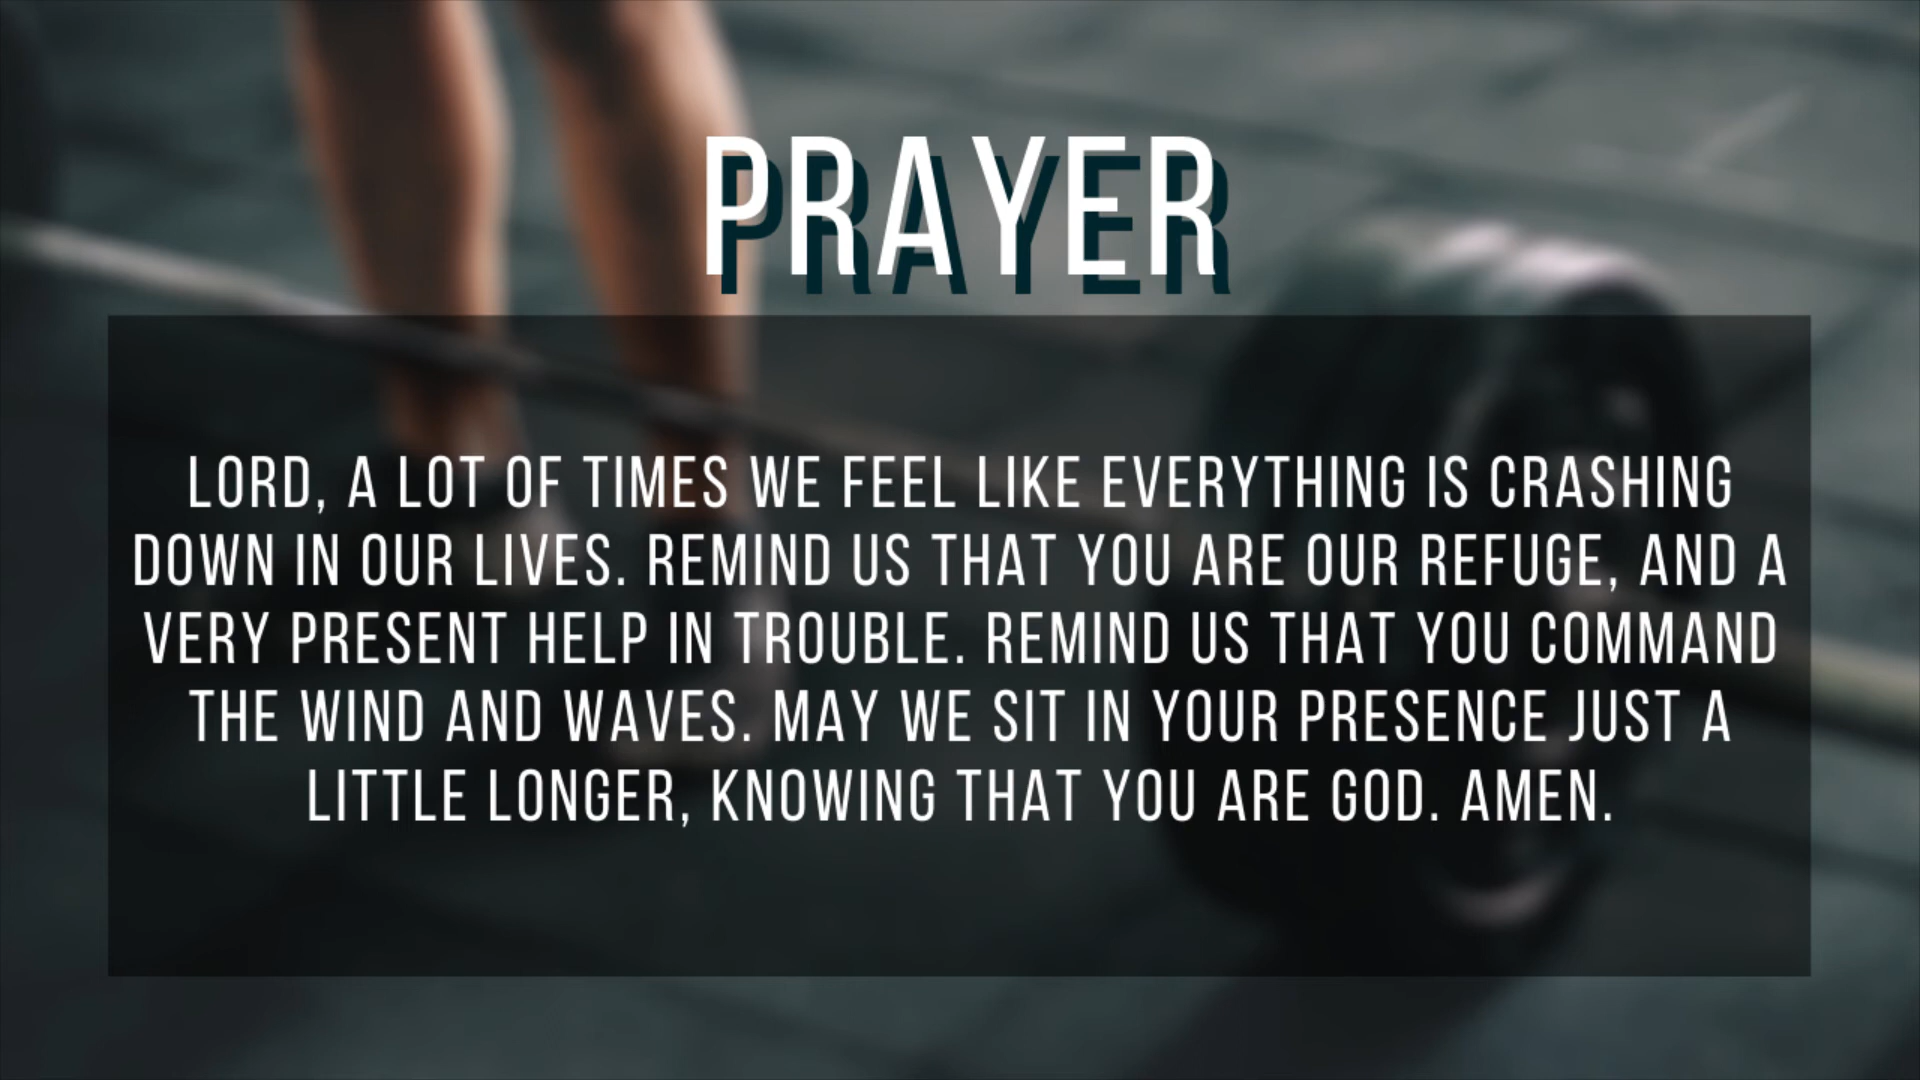 PRAYER
LORD, A LOT OF TIMES WE FEEL LIKE EVERYTHING IS CRASHING
DOWN IN OUR LIVES. REMIND US THAT YOU ARE OUR REFUGE, AND A
VERY PRESENT HELP IN TROUBLE. REMIND US THAT YOU COMMAND
THE WIND AND WAVES. MAY WE SIT IN YOUR PRESENCE JUST A
LITTLE LONGER, KNOWING THAT YOU ARE GOD. AMEN.